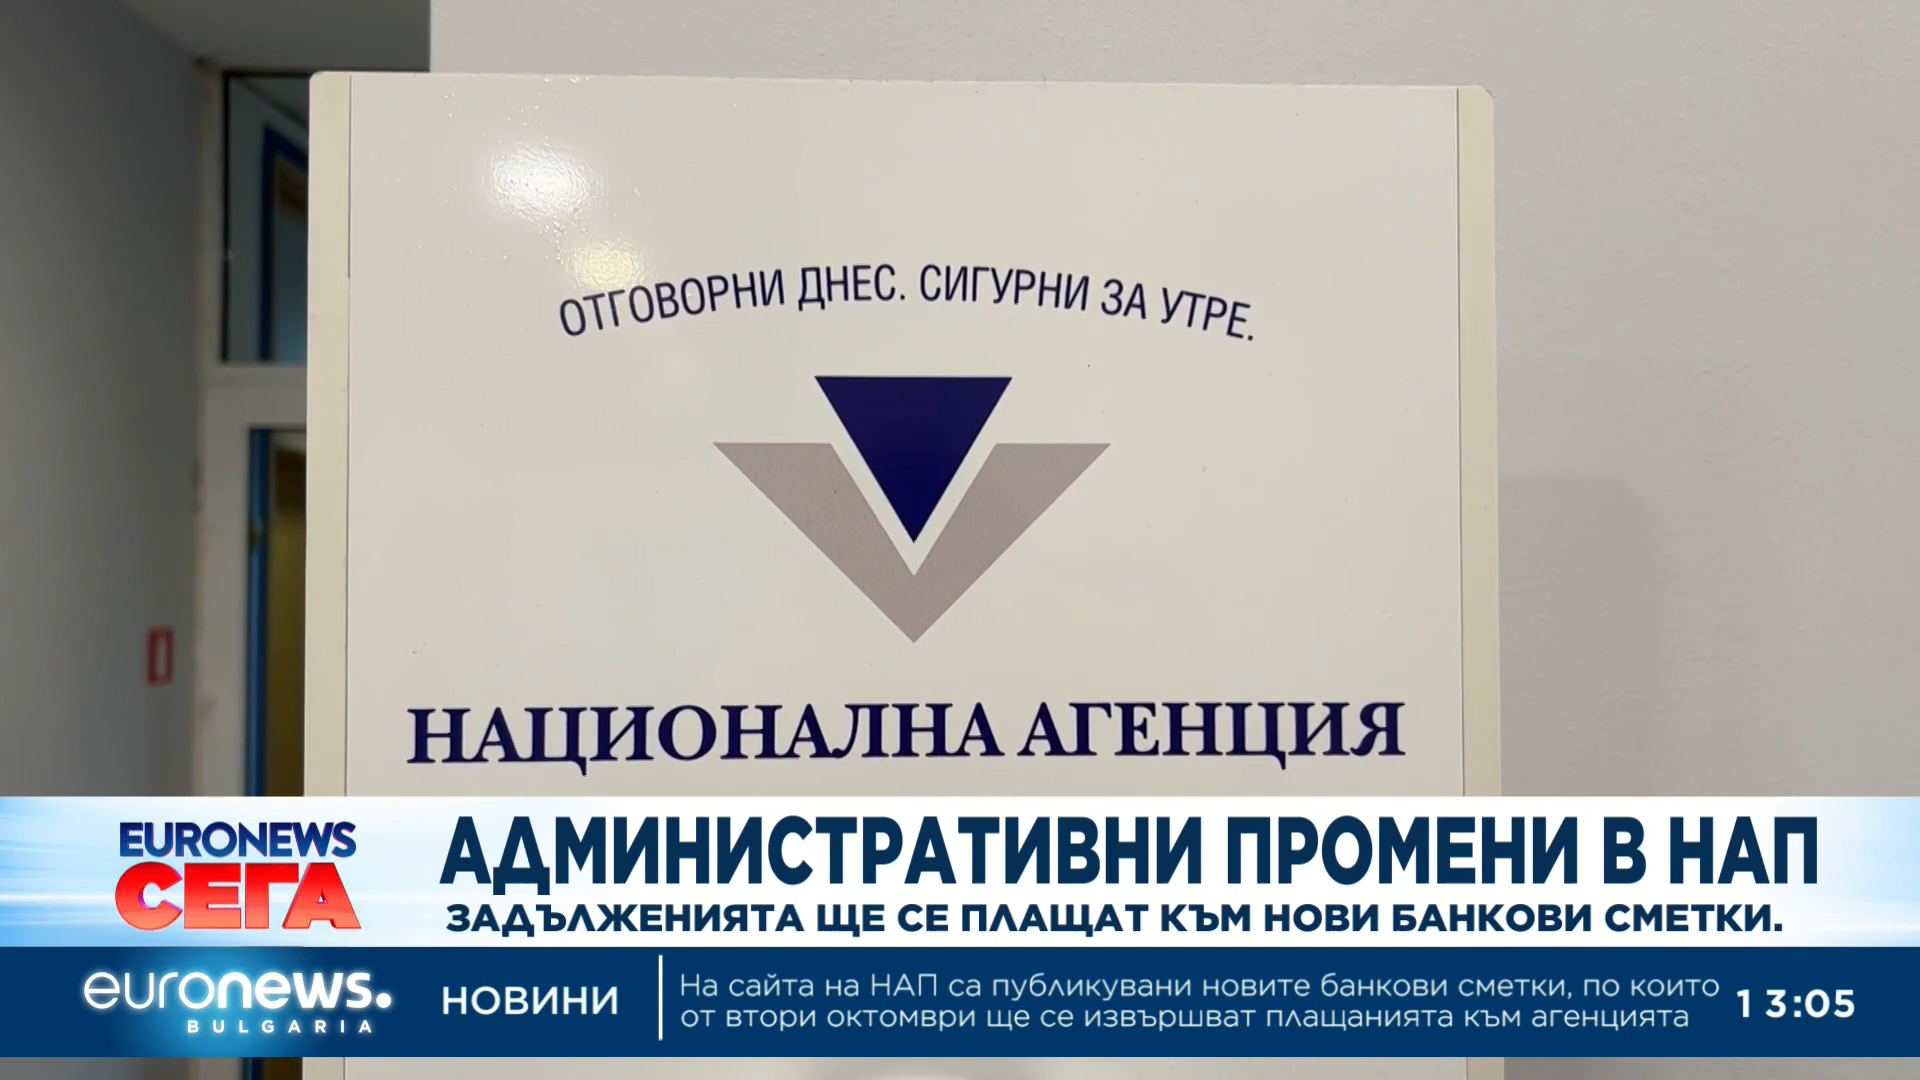 ОТГОВОРНИ ДНЕС. СИГУРНИ ЗА УТРЕ.
НАЦИОНАЛНА АГЕНЦИЯ
EURONEWS
СЕГА
АДМИНИСТРАТИВНИ ПРОМЕНИ В НАП
ЗАДЪЛЖЕНИЯТА ЩЕ СЕ ПЛАЩАТ КЪМ НОВИ БАНКОВИ СМЕТКИ.
euronews.
BULGARIA
НОВИНИ
На сайта на НАП са публикувани новите банкови сметки, по които
от втори октомври ще се извършват плащанията към агенцията
13:05